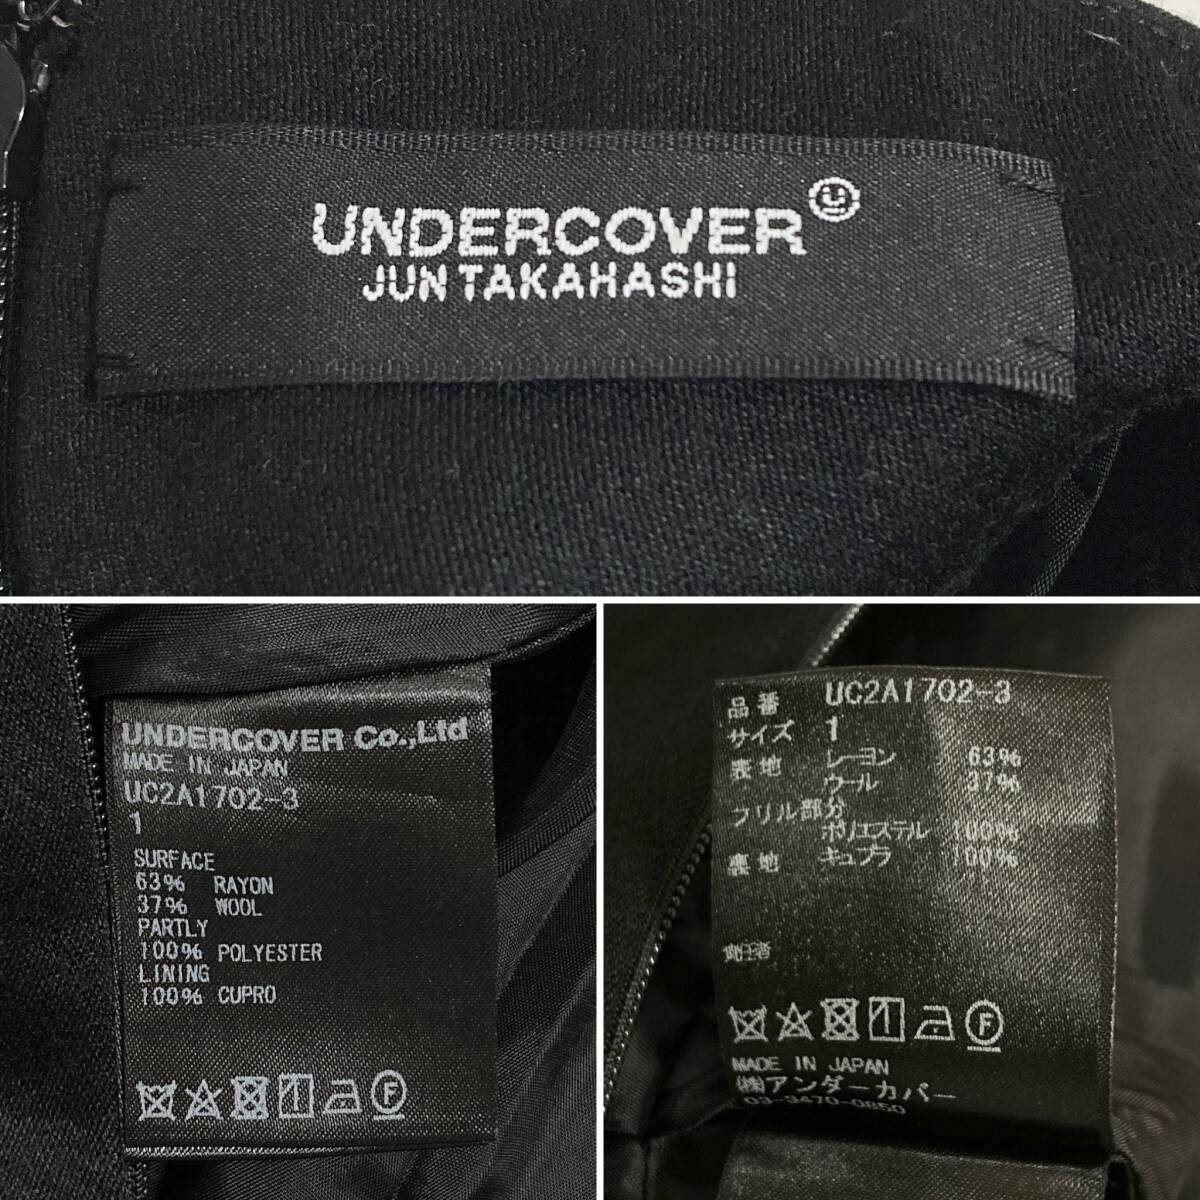 UNDERCOVER
JUN TAKAHASHI
UNDERCOVER Co.,Ltd
MADE IN JAPAN
UC2A1702-3
1
SURFACE
63% RAYON
37% WOOL
PARTLY
100% POLYESTER
LINING
100% CUPRO
品番 UC2A1702-3
サイズ 1
表地 レーヨン 63%
ウール 37%
フリル部分
ポリエステル 100%
裏地 キュプラ 100%
F
MADE IN JAPAN
(株)アンダーカバー
03-3470-0850